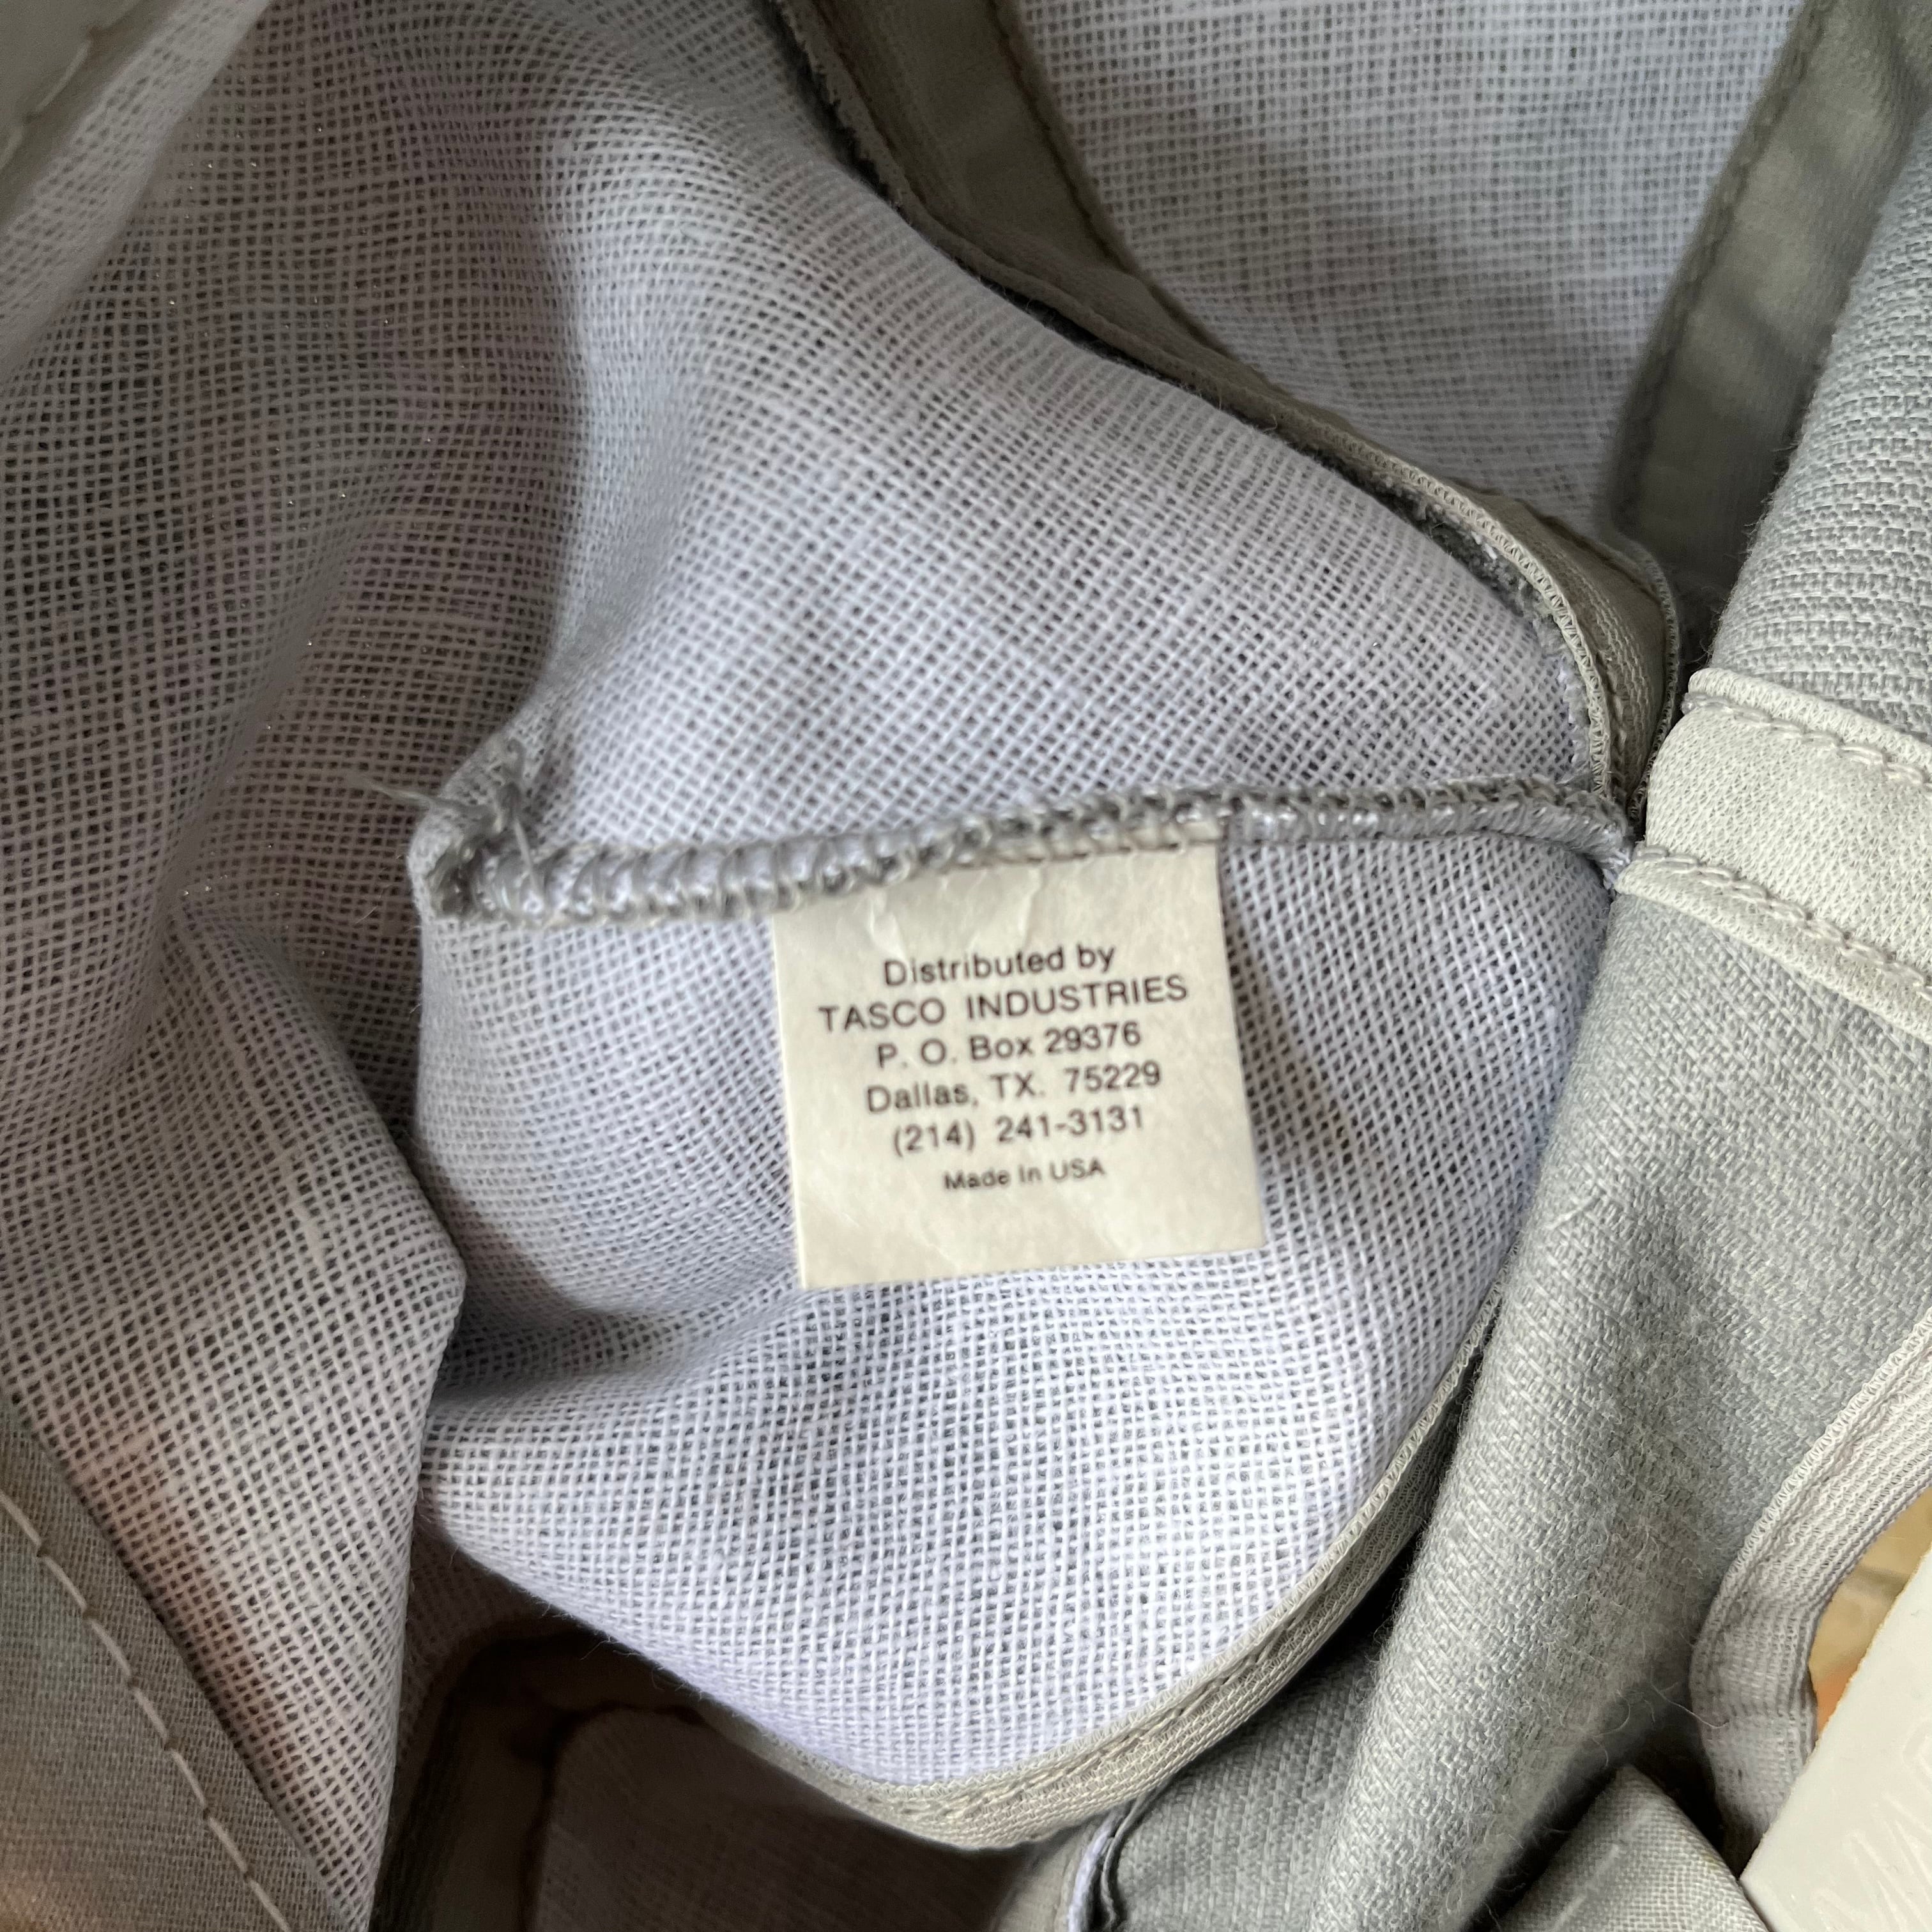 Distributed by
TASCO INDUSTRIES
P. O. Box 29376
Dallas, TX. 75229
(214) 241-3131
Made In USA